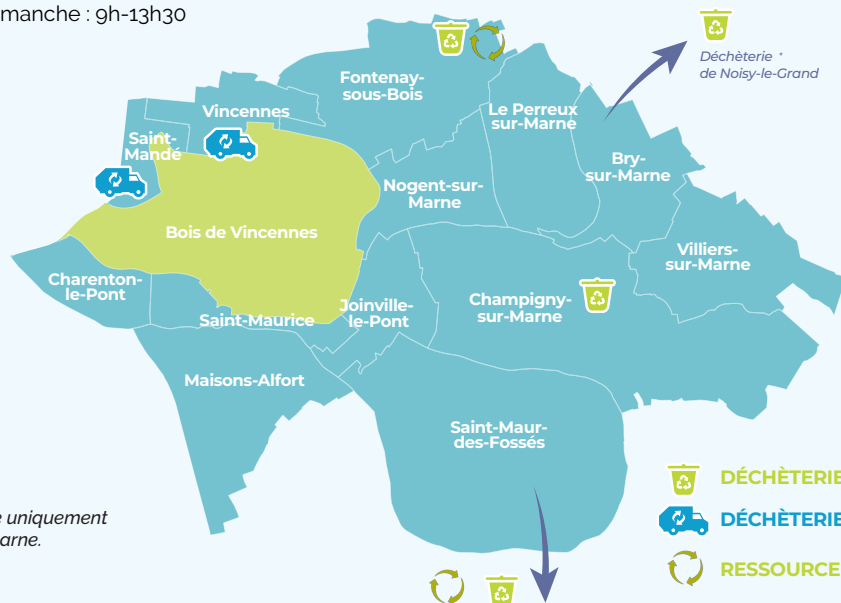 manche : 9h-13h30
Déchèterie *
de Noisy-le-Grand
Fontenay-
sous-Bois
Vincennes
Le Perreux
sur-Marne
Saint-
Mandé
Bry-
sur-Marne
Nogent-sur-
Marne
Bois de Vincennes
Villiers-
sur-Marne
Charenton-
le-Pont
Joinville-
le-Pont
Champigny-
sur-Marne
Saint-Maurice
Maisons-Alfort
Saint-Maur-
des-Fossés
uniquement
arne.
DÉCHÈTERIE
DÉCHÈTERIE
RESSOURCE